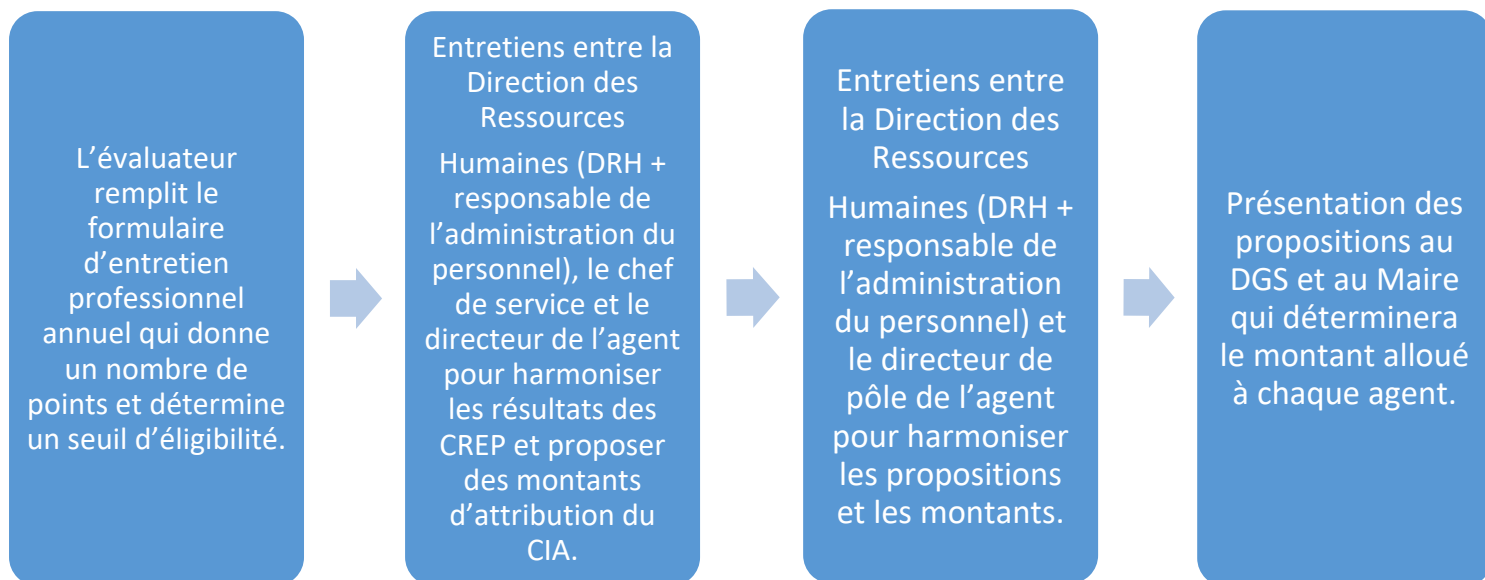 L’évaluateur
remplit le
formulaire
d’entretien
professionnel
annuel qui donne
un nombre de
points et détermine
un seuil d’éligibilité.
Entretiens entre la
Direction des
Ressources
Humaines (DRH +
responsable de
l’administration du
personnel), le chef
de service et le
directeur de l’agent
pour harmoniser
les résultats des
CREP et proposer
des montants
d’attribution du
CIA.
Entretiens entre
la Direction des
Ressources
Humaines (DRH +
responsable de
l’administration
du personnel) et
le directeur de
pôle de l’agent
pour harmoniser
les propositions
et les montants.
Présentation des
propositions au
DGS et au Maire
qui déterminera
le montant alloué
à chaque agent.